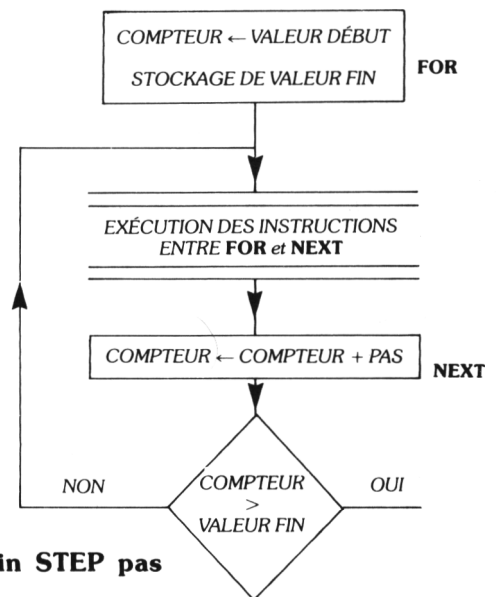 COMPTEUR ← VALEUR DÉBUT
STOCKAGE DE VALEUR FIN
FOR
EXÉCUTION DES INSTRUCTIONS
ENTRE FOR et NEXT
COMPTEUR ← COMPTEUR + PAS
NEXT
NON
COMPTEUR
>
VALEUR FIN
OUI
in STEP pas